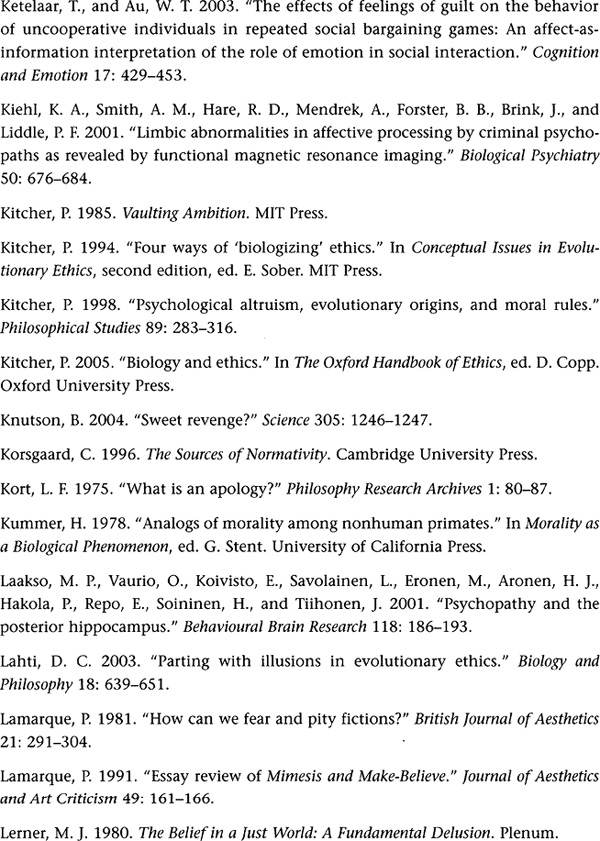 Ketelaar, T., and Au, W. T. 2003. “The effects of feelings of guilt on the behavior
of uncooperative individuals in repeated social bargaining games: An affect-as-
information interpretation of the role of emotion in social interaction.” Cognition
and Emotion 17: 429–453.
Kiehl, K. A., Smith, A. M., Hare, R. D., Mendrek, A., Forster, B. B., Brink, J., and
Liddle, P. F. 2001. “Limbic abnormalities in affective processing by criminal psycho-
paths as revealed by functional magnetic resonance imaging.” Biological Psychiatry
50: 676–684.
Kitcher, P. 1985. Vaulting Ambition. MIT Press.
Kitcher, P. 1994. “Four ways of ‘biologizing’ ethics.” In Conceptual Issues in Evolu-
tionary Ethics, second edition, ed. E. Sober. MIT Press.
Kitcher, P. 1998. “Psychological altruism, evolutionary origins, and moral rules.”
Philosophical Studies 89: 283–316.
Kitcher, P. 2005. “Biology and ethics.” In The Oxford Handbook of Ethics, ed. D. Copp.
Oxford University Press.
Knutson, B. 2004. “Sweet revenge?” Science 305: 1246–1247.
Korsgaard, C. 1996. The Sources of Normativity. Cambridge University Press.
Kort, L. F. 1975. “What is an apology?” Philosophy Research Archives 1: 80–87.
Kummer, H. 1978. “Analogs of morality among nonhuman primates.” In Morality as
a Biological Phenomenon, ed. G. Stent. University of California Press.
Laakso, M. P., Vaurio, O., Koivisto, E., Savolainen, L., Eronen, M., Aronen, H. J.,
Hakola, P., Repo, E., Soininen, H., and Tiihonen, J. 2001. “Psychopathy and the
posterior hippocampus.” Behavioural Brain Research 118: 186–193.
Lahti, D. C. 2003. “Parting with illusions in evolutionary ethics.” Biology and
Philosophy 18: 639–651.
Lamarque, P. 1981. “How can we fear and pity fictions?” British Journal of Aesthetics
21: 291–304.
Lamarque, P. 1991. “Essay review of Mimesis and Make-Believe.” Journal of Aesthetics
and Art Criticism 49: 161–166.
Lerner, M. J. 1980. The Belief in a Just World: A Fundamental Delusion. Plenum.